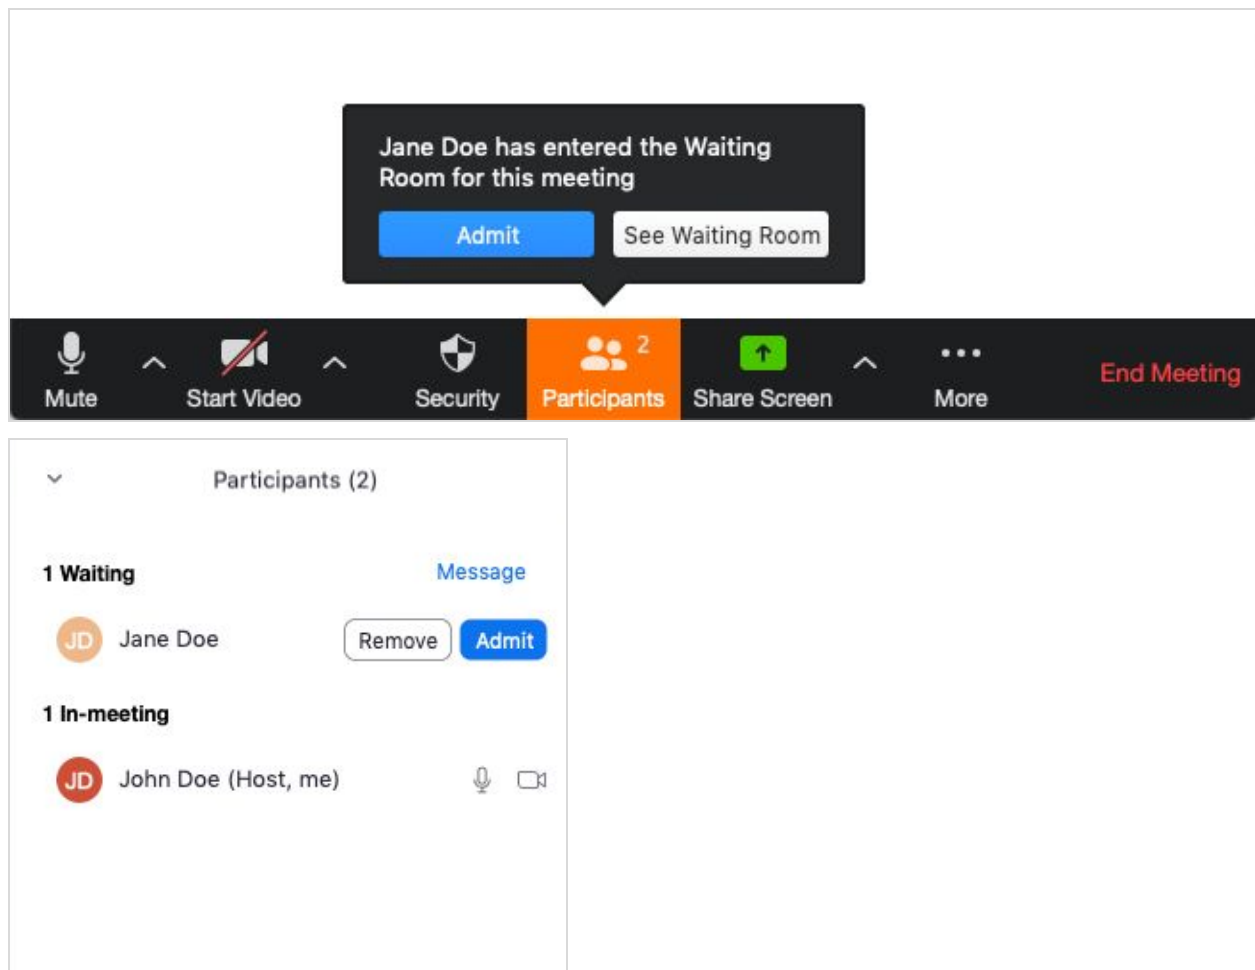 Jane Doe has entered the Waiting
Room for this meeting
Admit See Waiting Room
2
Mute Start Video Security Participants Share Screen More End Meeting
Participants (2)
1 Waiting Message
JD Jane Doe Remove Admit
1 In-meeting
JD John Doe (Host, me)